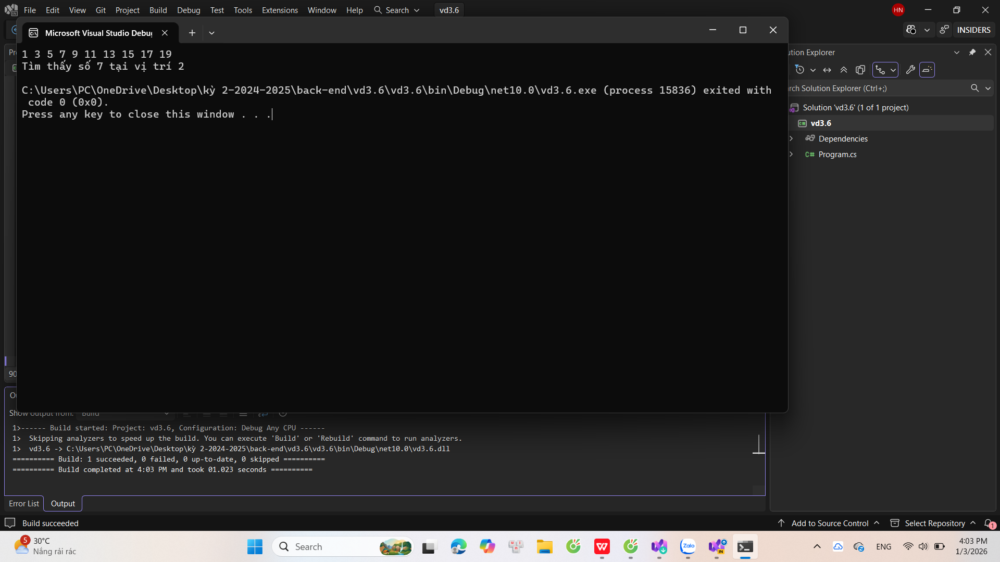 File Edit View Git Project Build Debug Test Tools Extensions Window Help Search vd3.6 HN
INSIDERS
Microsoft Visual Studio Debu
1 3 5 7 9 11 13 15 17 19
Tìm thấy số 7 tại vị trí 2
C:\Users\PC\OneDrive\Desktop\kỳ 2-2024-2025\back-end\vd3.6\vd3.6\bin\Debug\net10.0\vd3.6.exe (process 15836) exited with
code 0 (0x0).
Press any key to close this window . . .
ution Explorer
rch Solution Explorer (Ctrl+;)
Solution 'vd3.6' (1 of 1 project)
vd3.6
Dependencies
C# Program.cs
90
Show output from: Build
1>------ Build started: Project: vd3.6, Configuration: Debug Any CPU ------
1>  Skipping analyzers to speed up the build. You can execute 'Build' or 'Rebuild' command to run analyzers.
1>  vd3.6 -> C:\Users\PC\OneDrive\Desktop\kỳ 2-2024-2025\back-end\vd3.6\vd3.6\bin\Debug\net10.0\vd3.6.dll
========== Build: 1 succeeded, 0 failed, 0 up-to-date, 0 skipped ==========
========== Build completed at 4:03 PM and took 01.023 seconds ==========
Error List Output
Build succeeded
Add to Source Control Select Repository 1
5 30°C
Nắng rải rác
Search
Zalo
IN
ENG
4:03 PM
1/3/2026